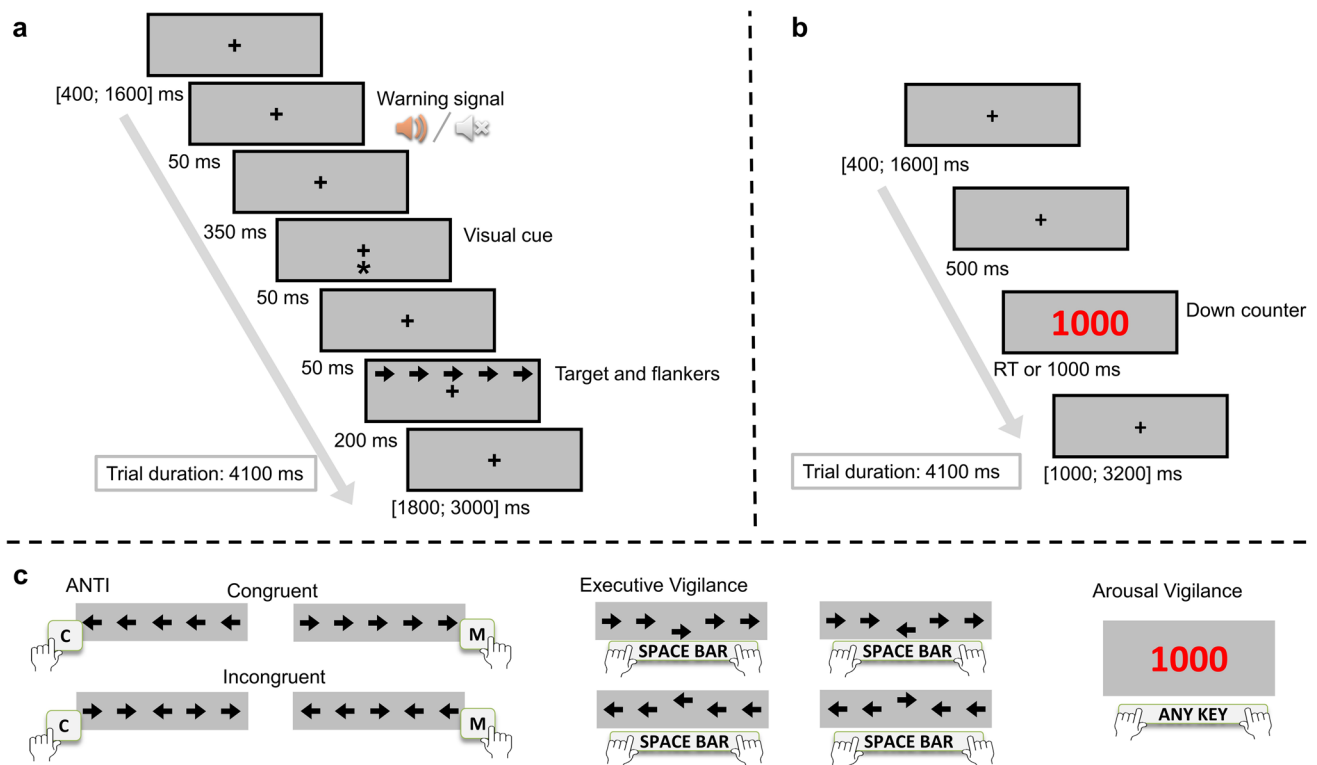 a
[400; 1600] ms
Warning signal
50 ms
350 ms
Visual cue
50 ms
50 ms
Target and flankers
200 ms
Trial duration: 4100 ms
[1800; 3000] ms
b
[400; 1600] ms
500 ms
1000
Down counter
RT or 1000 ms
Trial duration: 4100 ms
[1000; 3200] ms
c
ANTI
Congruent
C
M
Incongruent
C
M
Executive Vigilance
SPACE BAR
SPACE BAR
SPACE BAR
SPACE BAR
Arousal Vigilance
1000
ANY KEY